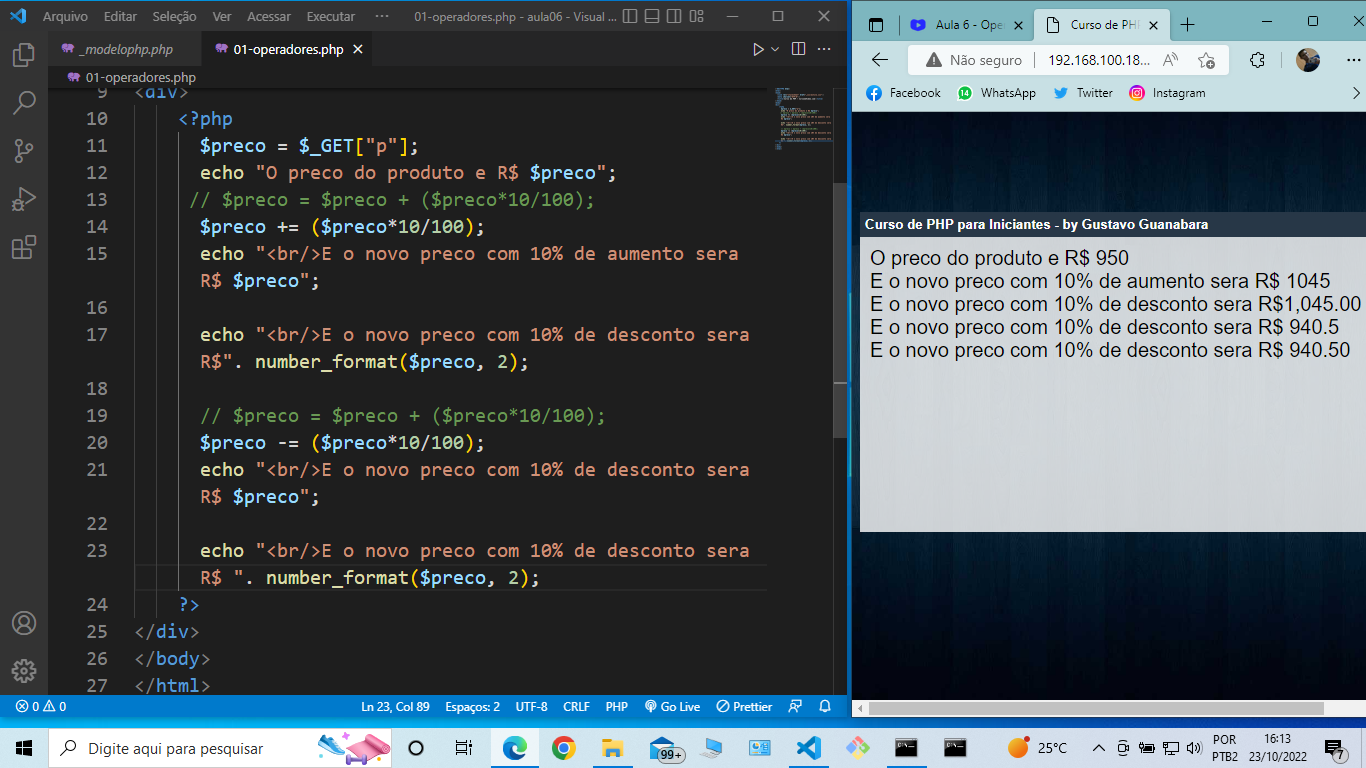 Arquivo Editar Seleção Ver Acessar Executar ··· 01-operadores.php - aula06 - Visual ...
_modelophp.php 01-operadores.php
01-operadores.php
9 <div>
10 <?php
11 $preco = $_GET["p"];
12 echo "O preco do produto e R$ $preco";
13 // $preco = $preco + ($preco*10/100);
14 $preco += ($preco*10/100);
15 echo "<br/>E o novo preco com 10% de aumento sera
R$ $preco";
16
17 echo "<br/>E o novo preco com 10% de desconto sera
R$". number_format($preco, 2);
18
19 // $preco = $preco + ($preco*10/100);
20 $preco -= ($preco*10/100);
21 echo "<br/>E o novo preco com 10% de desconto sera
R$ $preco";
22
23 echo "<br/>E o novo preco com 10% de desconto sera
R$ ". number_format($preco, 2);
24 ?>
25 </div>
26 </body>
27 </html>
0 0 Ln 23, Col 89 Espaços: 2 UTF-8 CRLF PHP Go Live Prettier
Aula 6 - Ope Curso de PH
Não seguro 192.168.100.18...
Facebook 14 WhatsApp Twitter Instagram
Curso de PHP para Iniciantes - by Gustavo Guanabara
O preco do produto e R$ 950
E o novo preco com 10% de aumento sera R$ 1045
E o novo preco com 10% de desconto sera R$1,045.00
E o novo preco com 10% de desconto sera R$ 940.5
E o novo preco com 10% de desconto sera R$ 940.50
Digite aqui para pesquisar 99+ 25°C POR 16:13
PTB2 23/10/2022 7